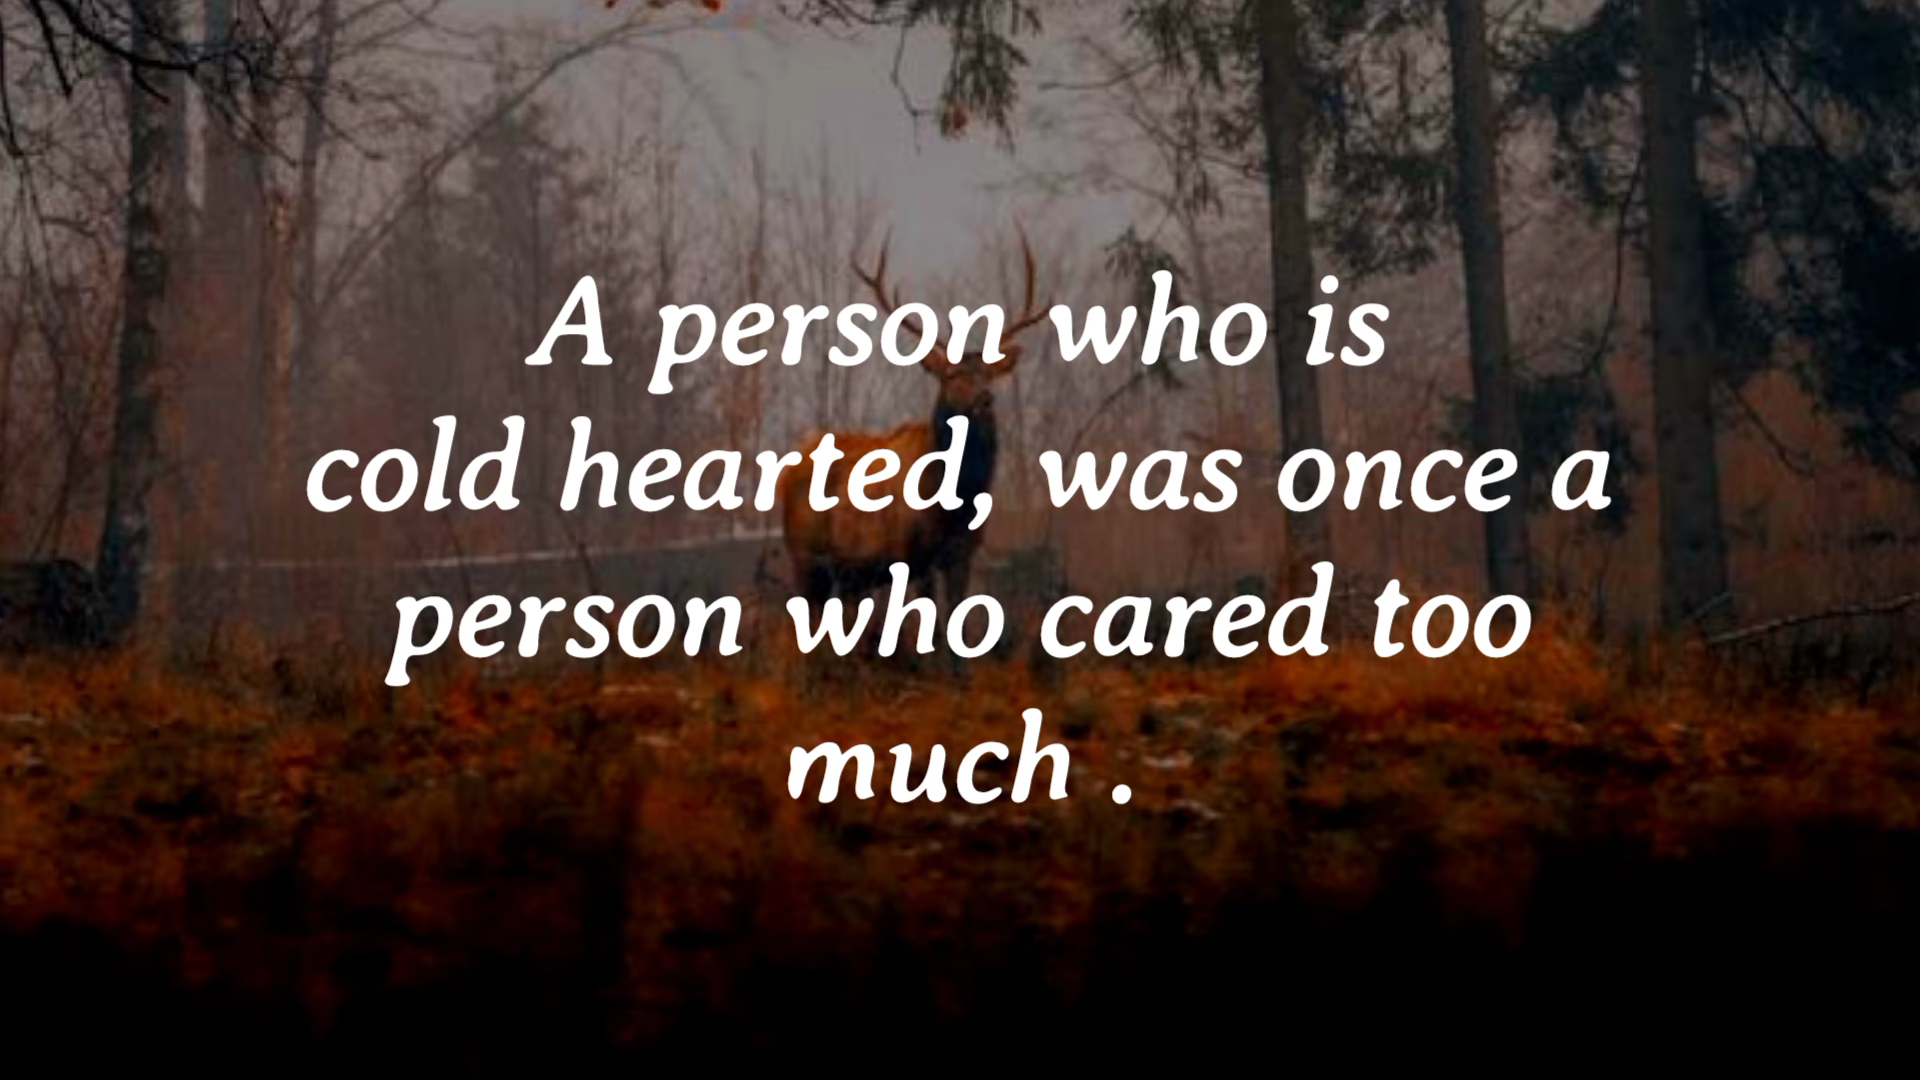 A person who is
cold hearted, was once a
person who cared too
much .